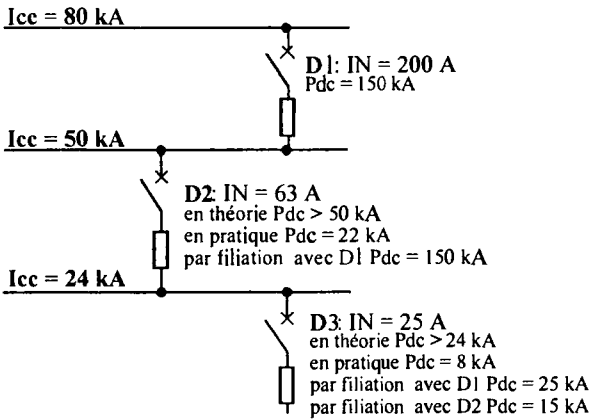 Icc = 80 kA
D1: IN = 200 A
Pdc = 150 kA
Icc = 50 kA
D2: IN = 63 A
en théorie Pdc > 50 kA
en pratique Pdc = 22 kA
par filiation avec D1 Pdc = 150 kA
Icc = 24 kA
D3: IN = 25 A
en théorie Pdc > 24 kA
en pratique Pdc = 8 kA
par filiation avec D1 Pdc = 25 kA
par filiation avec D2 Pdc = 15 kA